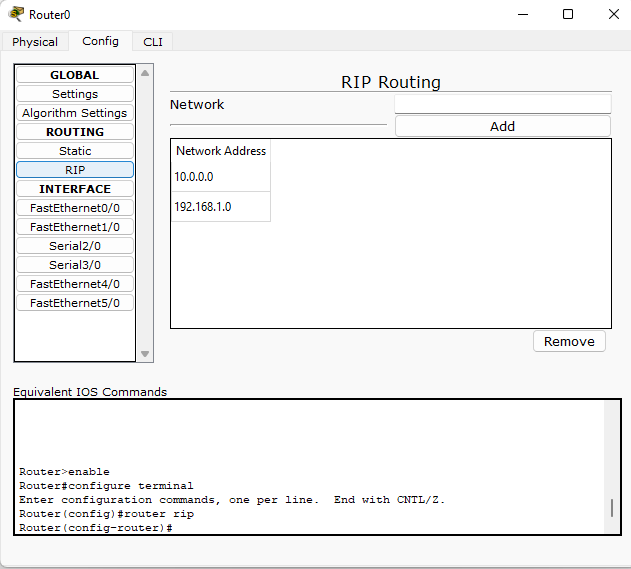 Router0
Physical
Config
CLI
GLOBAL
Settings
Algorithm Settings
ROUTING
Static
RIP
INTERFACE
FastEthernet0/0
FastEthernet1/0
Serial2/0
Serial3/0
FastEthernet4/0
FastEthernet5/0
RIP Routing
Network
Add
Network Address
10.0.0.0
192.168.1.0
Remove
Equivalent IOS Commands
Router>enable
Router#configure terminal
Enter configuration commands, one per line.  End with CNTL/Z.
Router(config)#router rip
Router(config-router)#